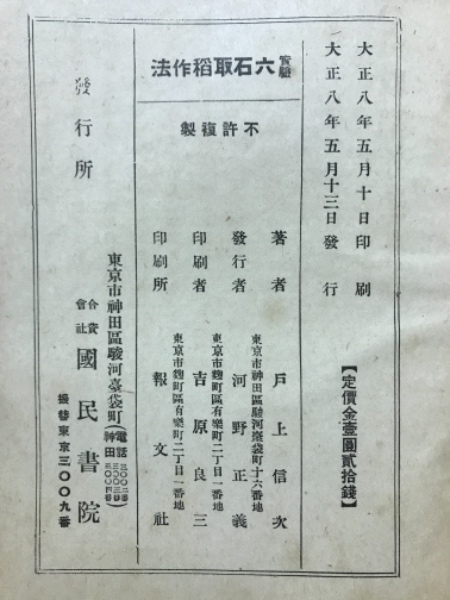 大正八年五月十日印刷
大正八年五月十三日發行
【定價金壹圓貳拾錢】
實驗六石取稻作法
不許複製
著者 戸上信次
東京市神田區駿河臺袋町十六番地
發行者 河野正義
東京市麹町區有樂町二丁目一番地
印刷者 吉原良三
東京市麹町區有樂町二丁目一番地
印刷所 報文社
東京市神田區駿河臺袋町(電話神田
發行所 合資會社 國民書院
振替東京三〇〇九番